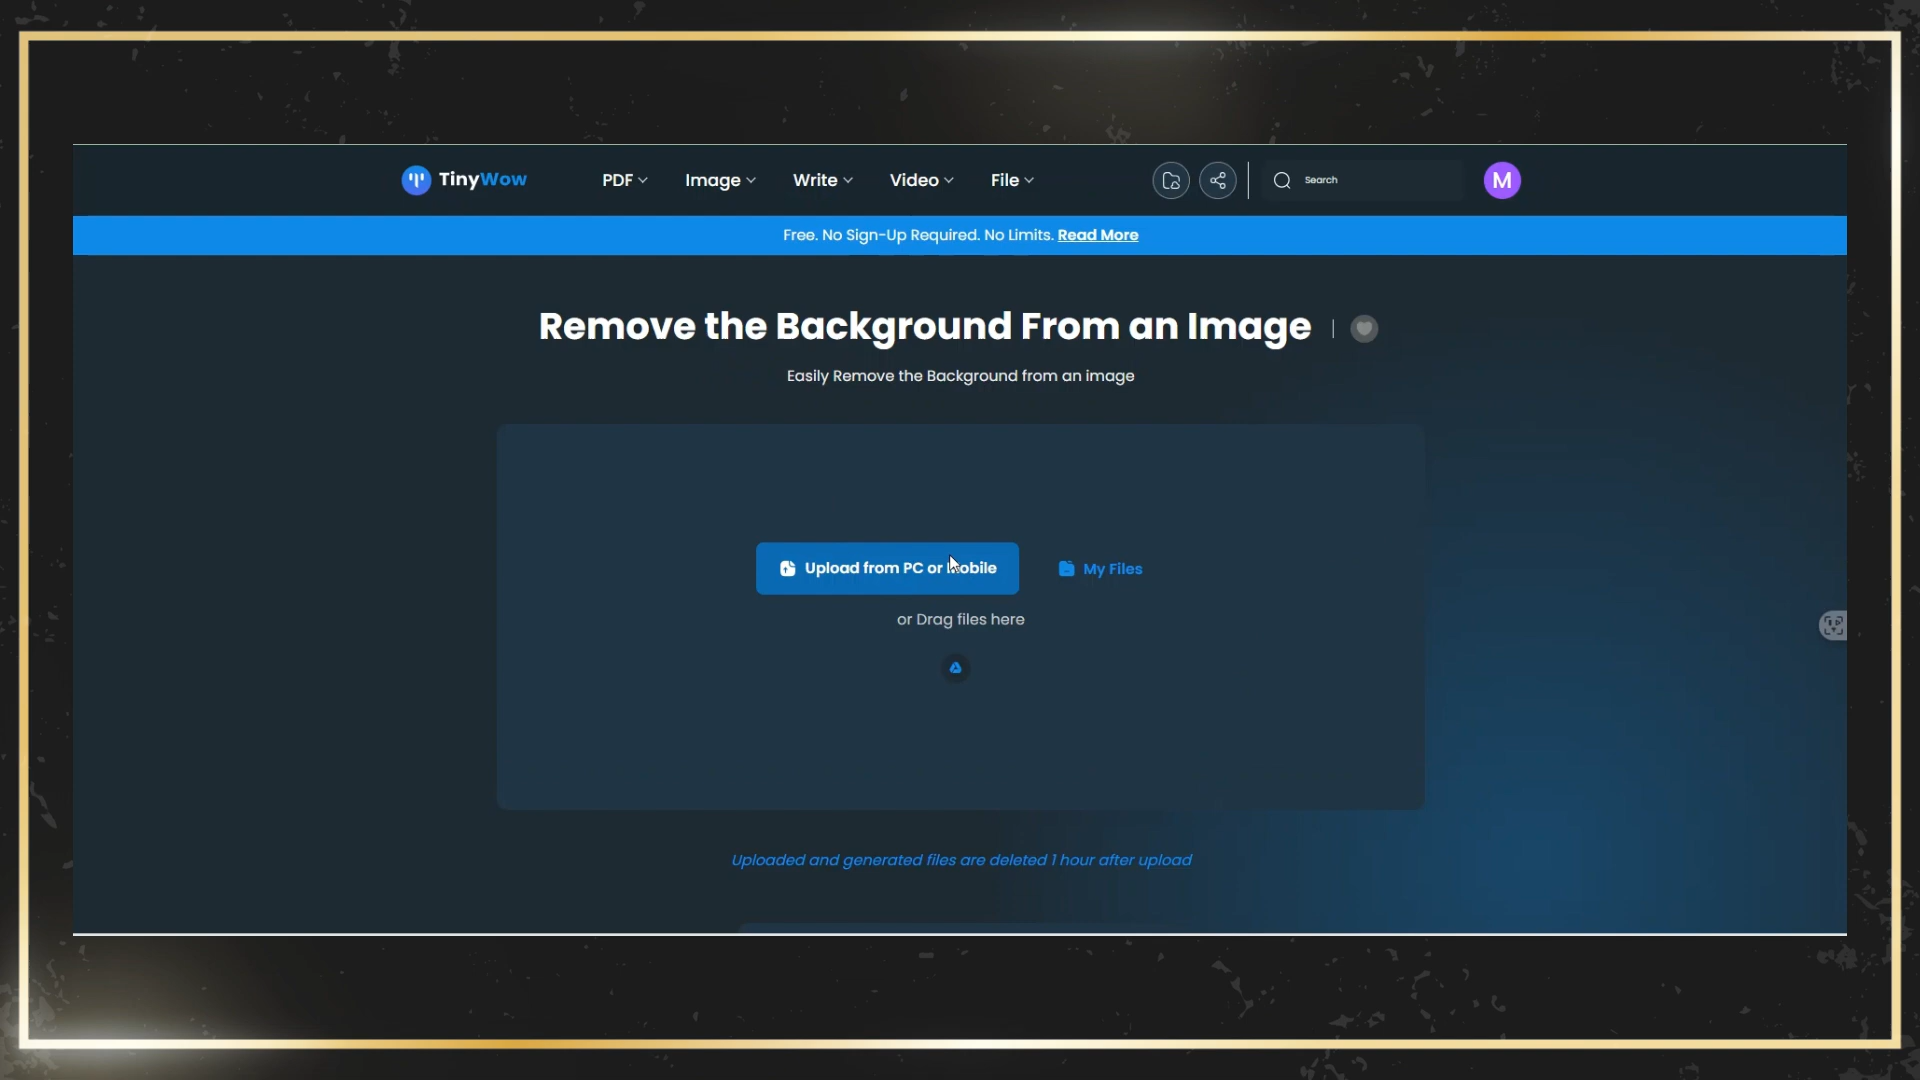 TinyWow
PDF Image Write Video File Search M
Free. No Sign-Up Required. No Limits. Read More
Remove the Background From an Image
Easily Remove the Background from an image
Upload from PC or Mobile My Files
or Drag files here
Uploaded and generated files are deleted 1 hour after upload